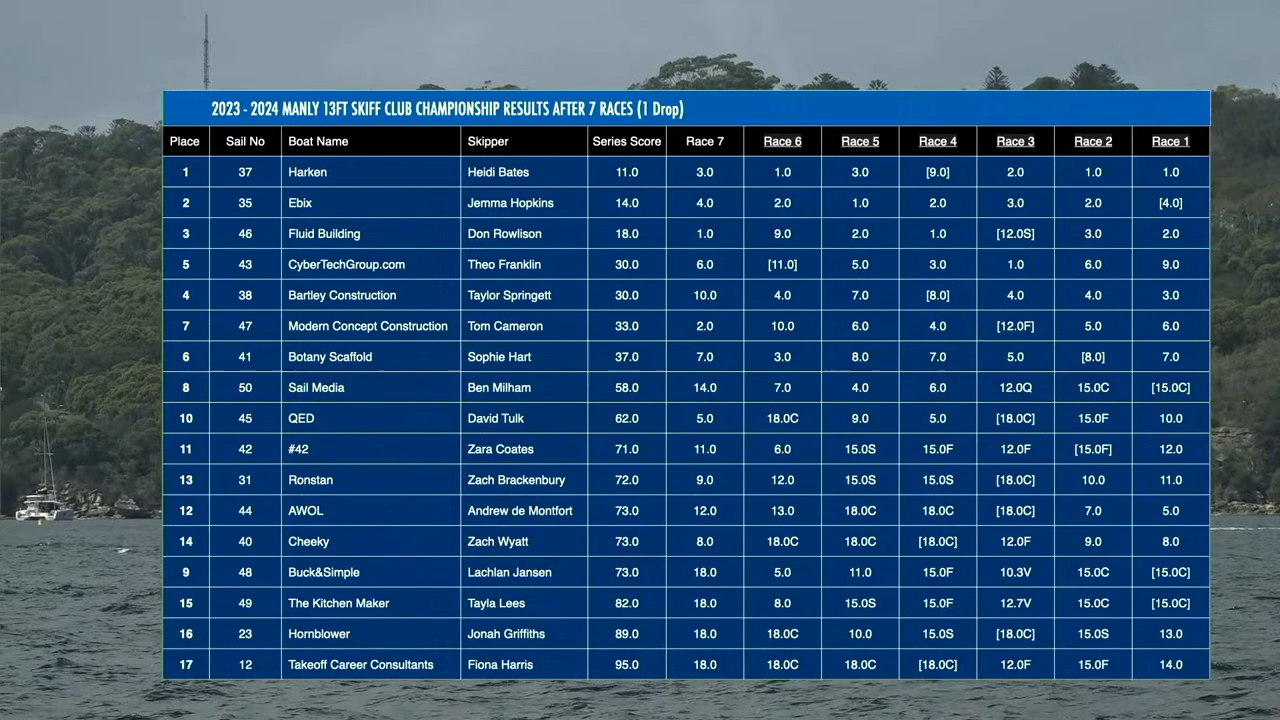 2023 - 2024 MANLY 13FT SKIFF CLUB CHAMPIONSHIP RESULTS AFTER 7 RACES (1 Drop)
Place Sail No Boat Name Skipper Series Score Race 7 Race 6 Race 5 Race 4 Race 3 Race 2 Race 1
1 37 Harken Heidi Bates 11.0 3.0 1.0 3.0 [9.0] 2.0 1.0 1.0
2 35 Ebix Jemma Hopkins 14.0 4.0 2.0 1.0 2.0 3.0 2.0 [4.0]
3 46 Fluid Building Don Rowlison 18.0 1.0 9.0 2.0 1.0 [12.0S] 3.0 2.0
5 43 CyberTechGroup.com Theo Franklin 30.0 6.0 [11.0] 5.0 3.0 1.0 6.0 9.0
4 38 Bartley Construction Taylor Springett 30.0 10.0 4.0 7.0 [8.0] 4.0 4.0 3.0
7 47 Modern Concept Construction Tom Cameron 33.0 2.0 10.0 6.0 4.0 [12.0F] 5.0 6.0
6 41 Botany Scaffold Sophie Hart 37.0 7.0 3.0 8.0 7.0 5.0 [8.0] 7.0
8 50 Sail Media Ben Milham 58.0 14.0 7.0 4.0 6.0 12.0Q 15.0C [15.0C]
10 45 QED David Tulk 62.0 5.0 18.0C 9.0 5.0 [18.0C] 15.0F 10.0
11 42 #42 Zara Coates 71.0 11.0 6.0 15.0S 15.0F 12.0F [15.0F] 12.0
13 31 Ronstan Zach Brackenbury 72.0 9.0 12.0 15.0S 15.0S [18.0C] 10.0 11.0
12 44 AWOL Andrew de Montfort 73.0 12.0 13.0 18.0C 18.0C [18.0C] 7.0 5.0
14 40 Cheeky Zach Wyatt 73.0 8.0 18.0C 18.0C [18.0C] 12.0F 9.0 8.0
9 48 Buck&Simple Lachlan Jansen 73.0 18.0 5.0 11.0 15.0F 10.3V 15.0C [15.0C]
15 49 The Kitchen Maker Tayla Lees 82.0 18.0 8.0 15.0S 15.0F 12.7V 15.0C [15.0C]
16 23 Hornblower Jonah Griffiths 89.0 18.0 18.0C 10.0 15.0S [18.0C] 15.0S 13.0
17 12 Takeoff Career Consultants Fiona Harris 95.0 18.0 18.0C 18.0C [18.0C] 12.0F 15.0F 14.0